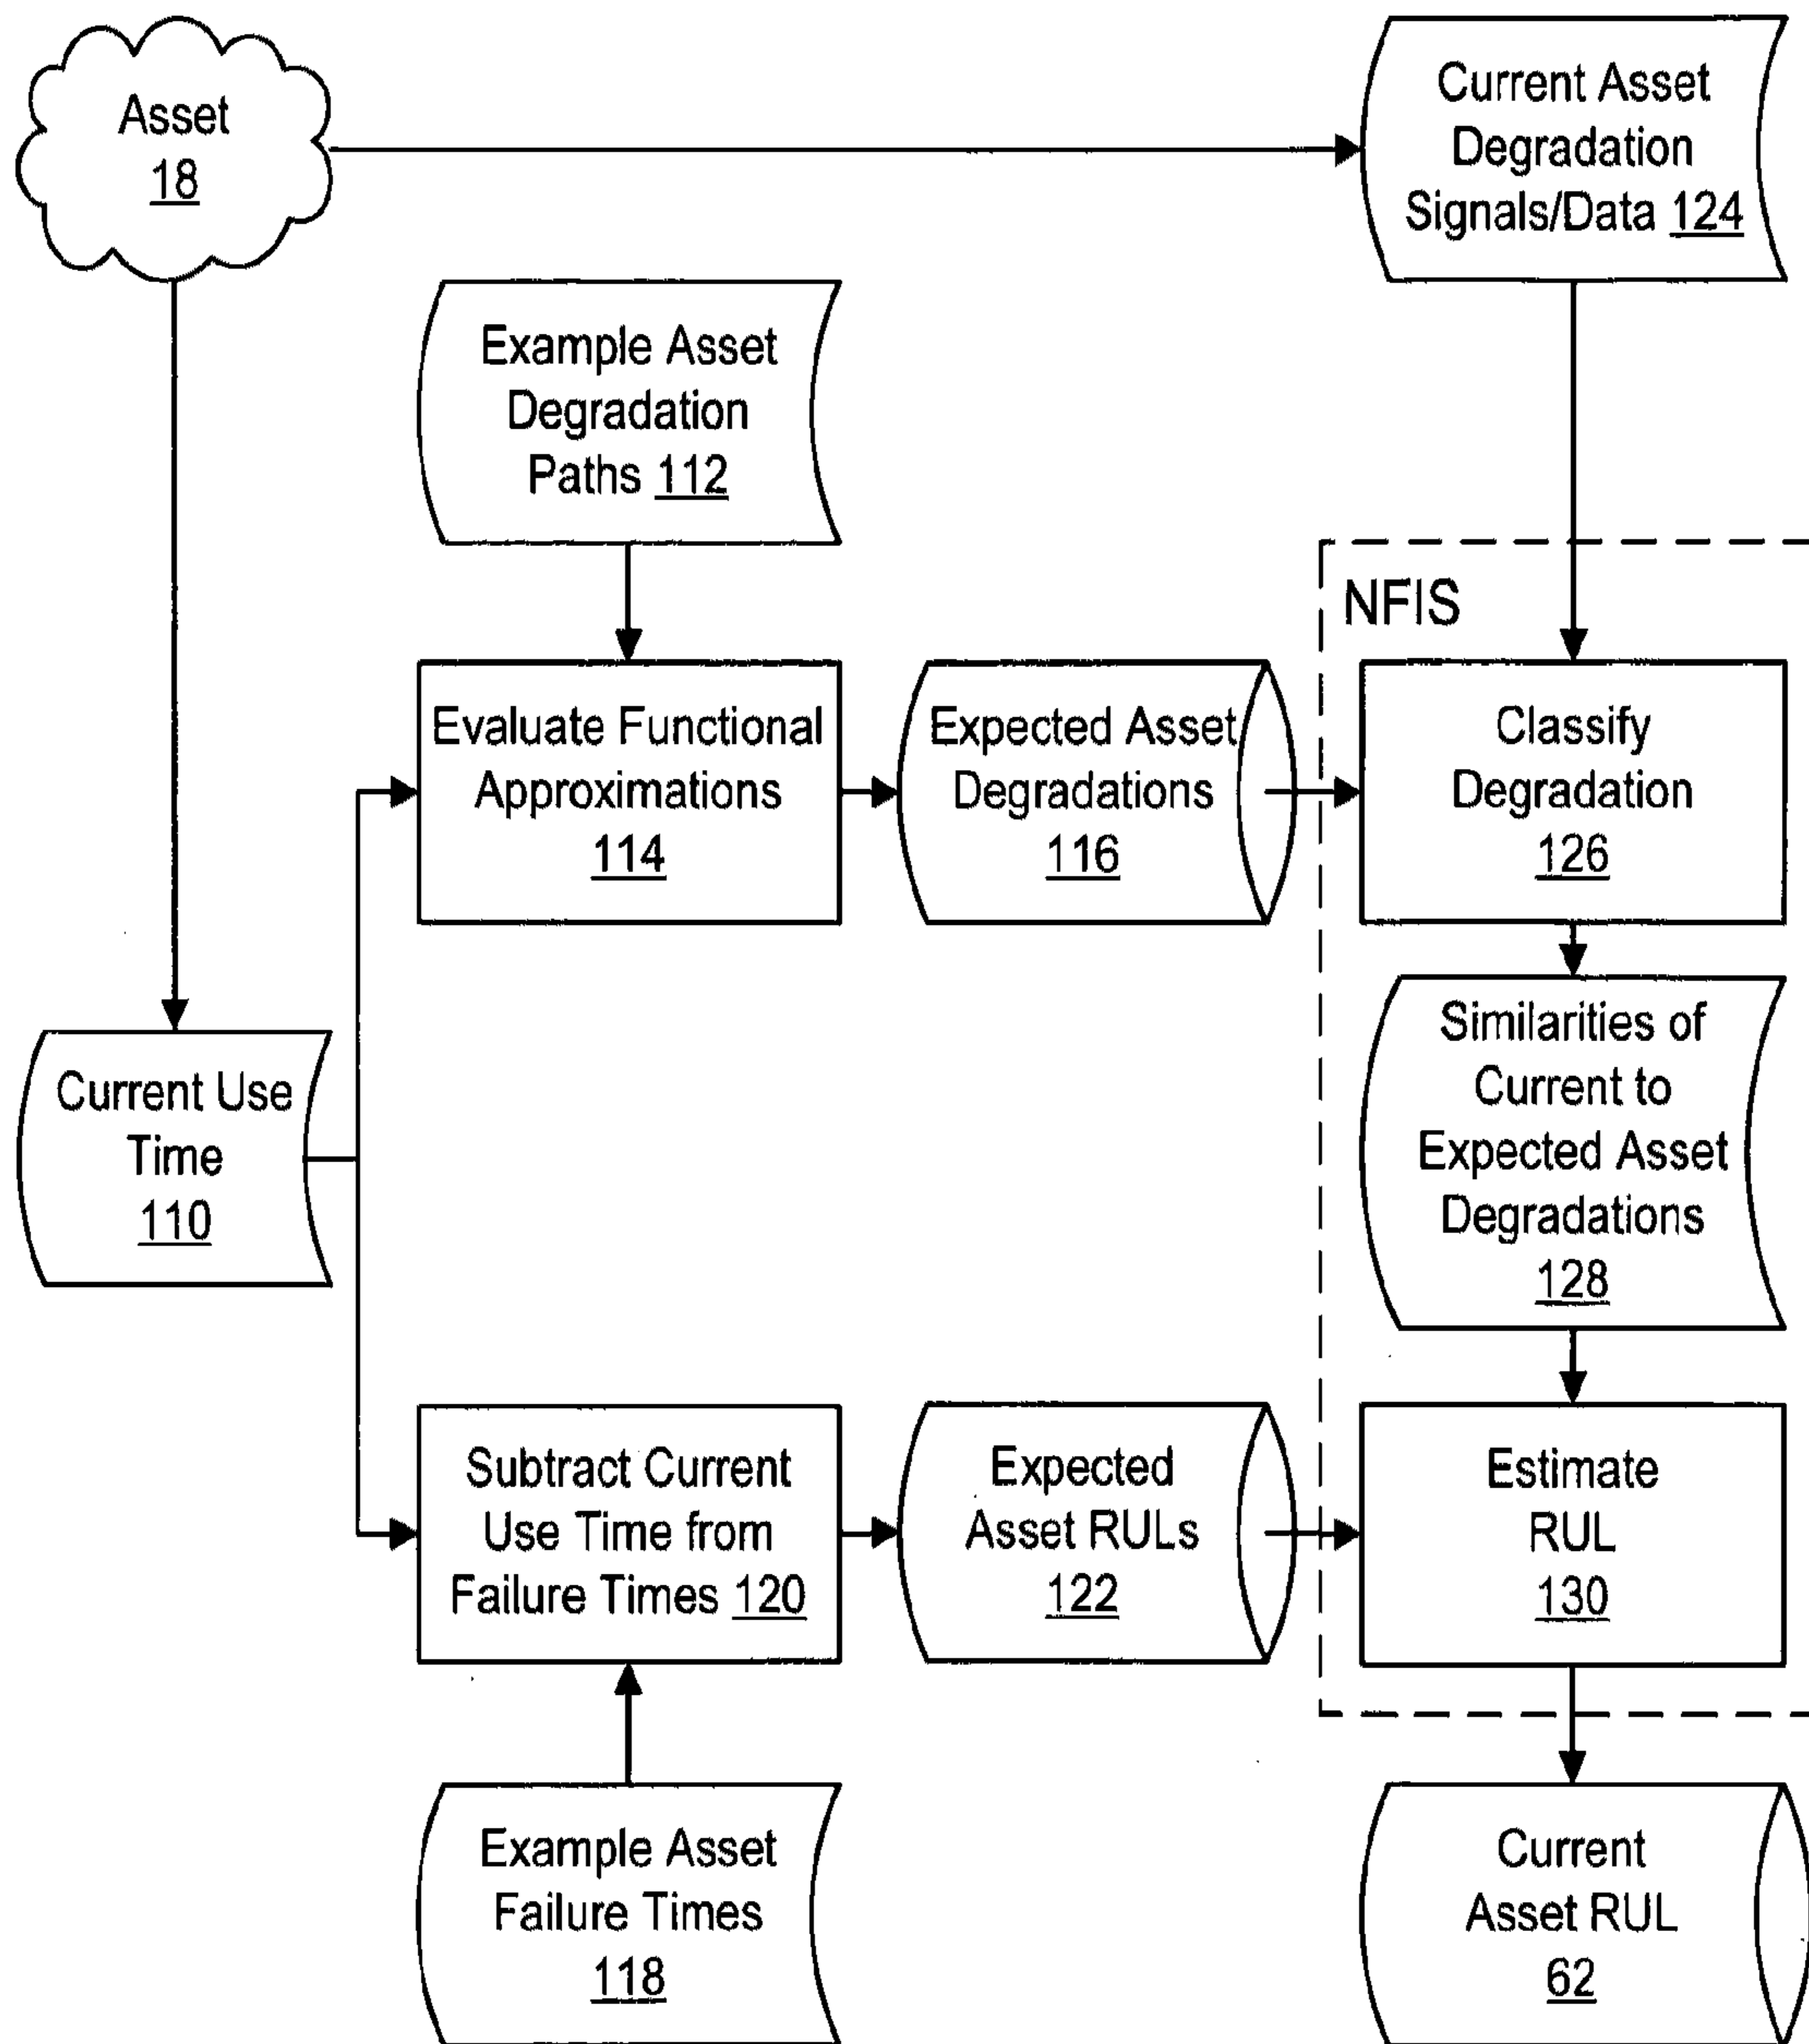 Asset
18
Current Asset
Degradation
Signals/Data 124
Example Asset
Degradation
Paths 112
NFIS
Evaluate Functional
Approximations
114
Expected Asset
Degradations
116
Classify
Degradation
126
Current Use
Time
110
Similarities of
Current to
Expected Asset
Degradations
128
Subtract Current
Use Time from
Failure Times 120
Expected
Asset RULs
122
Estimate
RUL
130
Example Asset
Failure Times
118
Current
Asset RUL
62